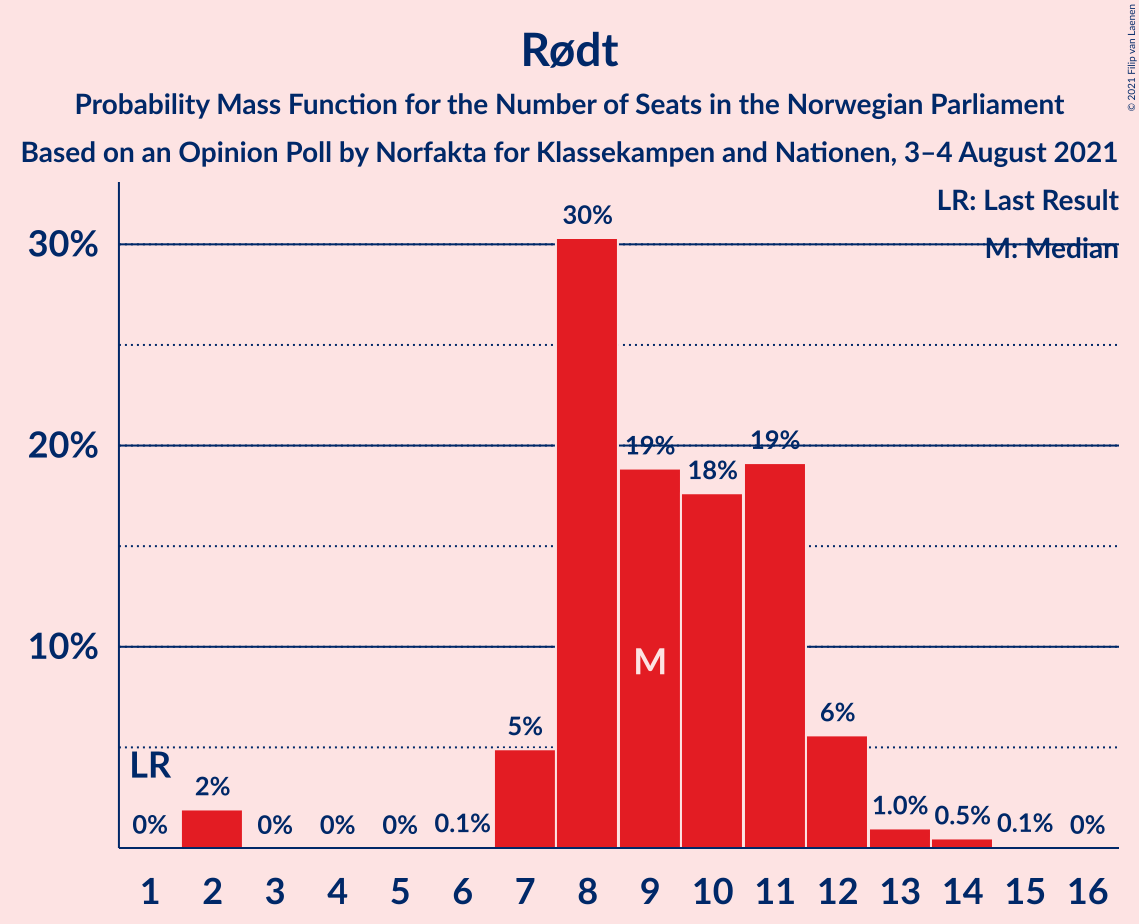 Rødt
Probability Mass Function for the Number of Seats in the Norwegian Parliament
Based on an Opinion Poll by Norfakta for Klassekampen and Nationen, 3–4 August 2021
© 2021 Filip van Laenen
LR: Last Result
M: Median
30%
20%
10%
LR
0%
2%
0%
0%
0%
0.1%
5%
30%
19%
M
18%
19%
6%
1.0%
0.5%
0.1%
0%
1 2 3 4 5 6 7 8 9 10 11 12 13 14 15 16